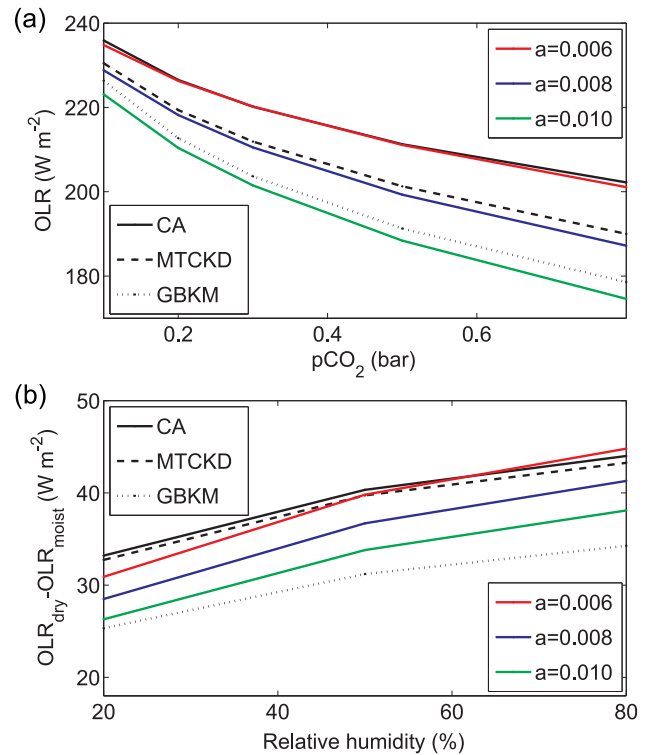 (a)
240
220
200
180
OLR (W m-2)
a=0.006
a=0.008
a=0.010
CA
MTCKD
GBKM
0.2 0.4 0.6
pCO2 (bar)
(b)
50
40
30
20
OLRdry-OLRmoist (W m-2)
CA
MTCKD
GBKM
a=0.006
a=0.008
a=0.010
20 40 60 80
Relative humidity (%)